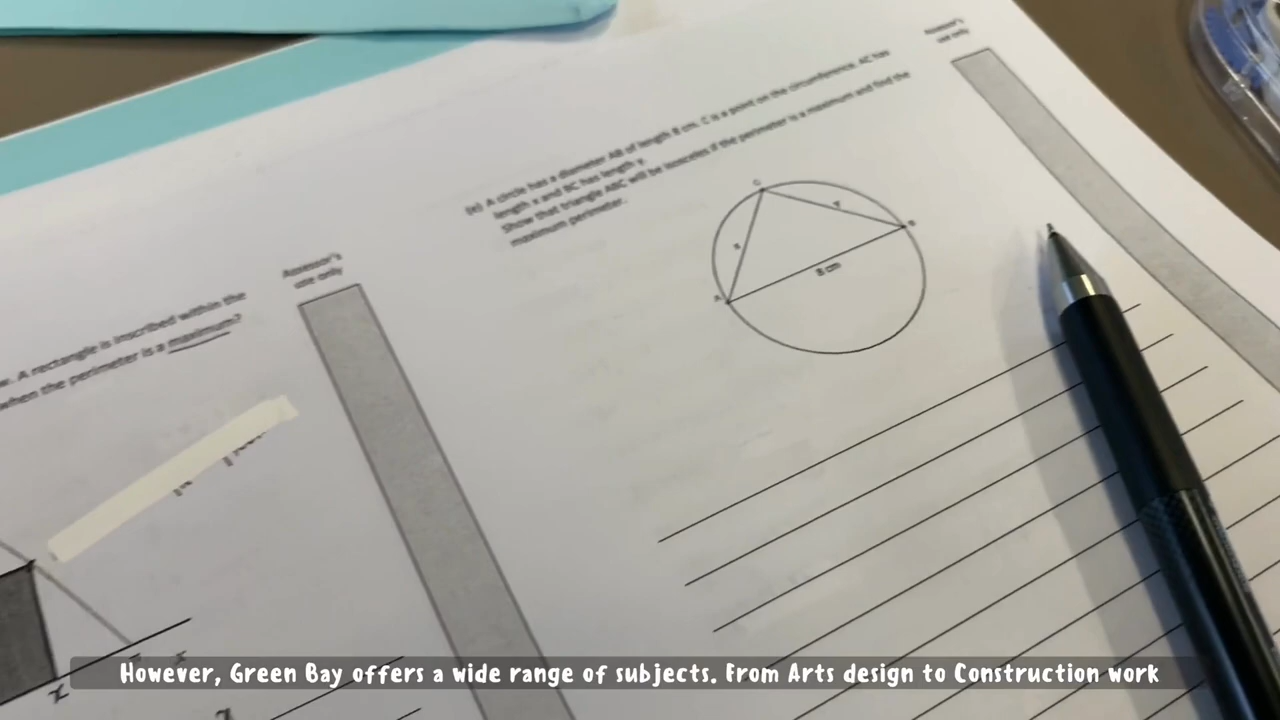 Assessor's
use only
(e) A circle has a diameter AB of length 8 cm. C is a point on the circumference. AC has
length x and BC has length y.
Show that triangle ABC will be isosceles if the perimeter is a maximum and find the
maximum perimeter.
C
B
A
8 cm
Assessor's
use only
A rectangle is inscribed within the
when the perimeter is a maximum?
x
However, Green Bay offers a wide range of subjects. From Arts design to Construction work